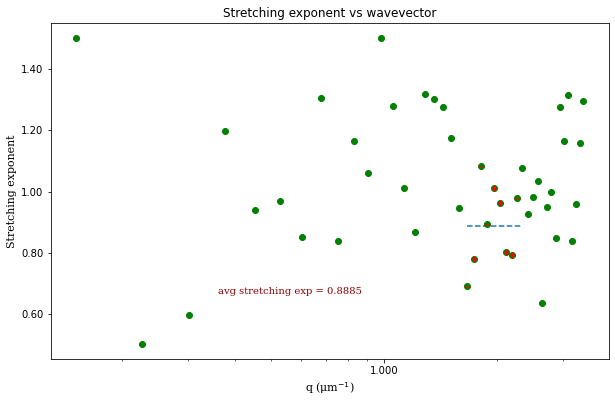 Stretching exponent vs wavevector
Stretching exponent
1.40
1.20
1.00
0.80
0.60
avg stretching exp = 0.8885
1.000
q (μm⁻¹)